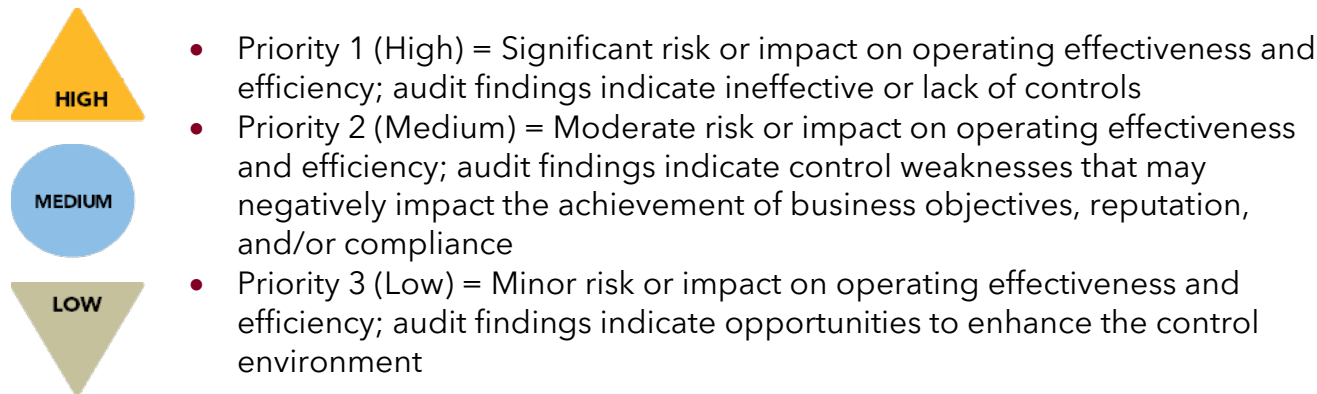 HIGH
MEDIUM
LOW
• Priority 1 (High) = Significant risk or impact on operating effectiveness and
efficiency; audit findings indicate ineffective or lack of controls
• Priority 2 (Medium) = Moderate risk or impact on operating effectiveness
and efficiency; audit findings indicate control weaknesses that may
negatively impact the achievement of business objectives, reputation,
and/or compliance
• Priority 3 (Low) = Minor risk or impact on operating effectiveness and
efficiency; audit findings indicate opportunities to enhance the control
environment